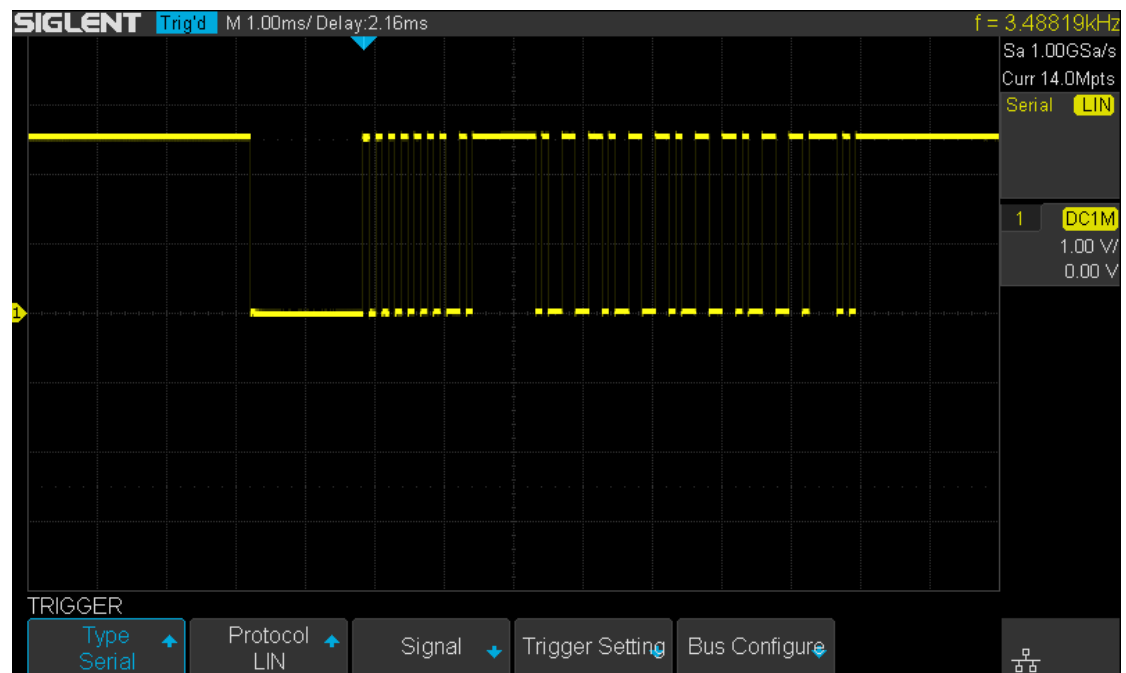 SIGLENT Trig'd M 1.00ms/ Delay:2.16ms f = 3.48819kHz
Sa 1.00GSa/s
Curr 14.0Mpts
Serial LIN
1 DC1M
1.00 V/
0.00 V
1
TRIGGER
Type Serial
Protocol LIN
Signal
Trigger Setting
Bus Configure